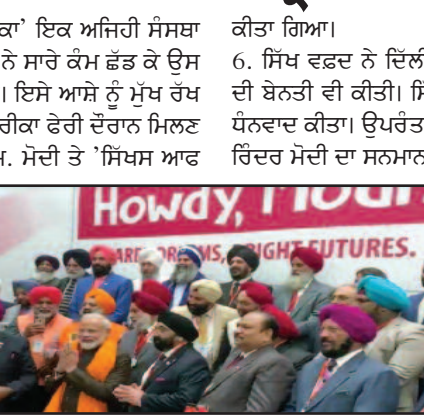 ਕਾ' ਇਕ ਅਜਿਹੀ ਸੰਸਥਾ
ਨੇ ਸਾਰੇ ਕੰਮ ਛੱਡ ਕੇ ਉਸ
। ਇਸੇ ਆਸ਼ੇ ਨੂੰ ਮੁੱਖ ਰੱਖ
ਰੀਕਾ ਫੇਰੀ ਦੌਰਾਨ ਮਿਲਣ
ਮ. ਮੋਦੀ ਤੇ 'ਸਿੱਖਸ ਆਫ
ਕੀਤਾ ਗਿਆ।
6. ਸਿੱਖ ਵਫ਼ਦ ਨੇ ਦਿੱਲੀ
ਦੀ ਬੇਨਤੀ ਵੀ ਕੀਤੀ। ਸਿ
ਧੰਨਵਾਦ ਕੀਤਾ। ਉਪਰੰਤ
ਰਿੰਦਰ ਮੋਦੀ ਦਾ ਸਨਮਾਨ
Howdy,
FUTURES.